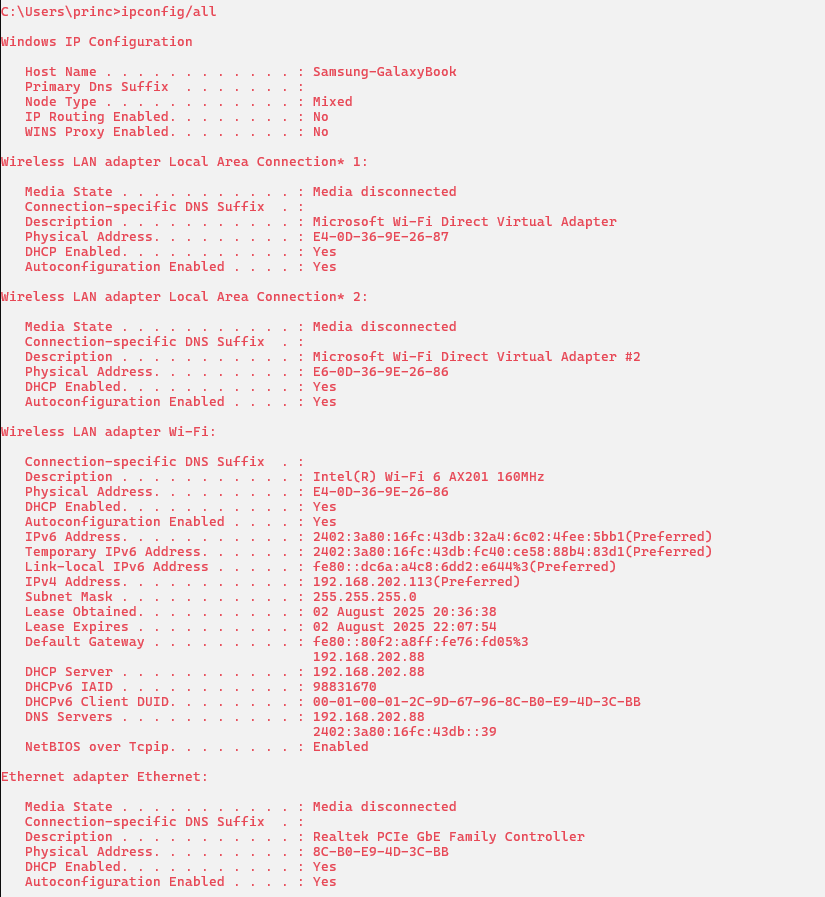 C:\Users\princ>ipconfig/all
Windows IP Configuration
Host Name . . . . . . . . . . . . : Samsung-GalaxyBook
Primary Dns Suffix  . . . . . . . :
Node Type . . . . . . . . . . . . : Mixed
IP Routing Enabled. . . . . . . . : No
WINS Proxy Enabled. . . . . . . . : No
Wireless LAN adapter Local Area Connection* 1:
Media State . . . . . . . . . . . : Media disconnected
Connection-specific DNS Suffix  . :
Description . . . . . . . . . . . : Microsoft Wi-Fi Direct Virtual Adapter
Physical Address. . . . . . . . . : E4-0D-36-9E-26-87
DHCP Enabled. . . . . . . . . . . : Yes
Autoconfiguration Enabled . . . . : Yes
Wireless LAN adapter Local Area Connection* 2:
Media State . . . . . . . . . . . : Media disconnected
Connection-specific DNS Suffix  . :
Description . . . . . . . . . . . : Microsoft Wi-Fi Direct Virtual Adapter #2
Physical Address. . . . . . . . . : E6-0D-36-9E-26-86
DHCP Enabled. . . . . . . . . . . : Yes
Autoconfiguration Enabled . . . . : Yes
Wireless LAN adapter Wi-Fi:
Connection-specific DNS Suffix  . :
Description . . . . . . . . . . . : Intel(R) Wi-Fi 6 AX201 160MHz
Physical Address. . . . . . . . . : E4-0D-36-9E-26-86
DHCP Enabled. . . . . . . . . . . : Yes
Autoconfiguration Enabled . . . . : Yes
IPv6 Address. . . . . . . . . . . : 2402:3a80:16fc:43db:32a4:6c02:4fee:5bb1(Preferred)
Temporary IPv6 Address. . . . . . : 2402:3a80:16fc:43db:fc40:ce58:88b4:83d1(Preferred)
Link-local IPv6 Address . . . . . : fe80::dc6a:a4c8:6dd2:e644%3(Preferred)
IPv4 Address. . . . . . . . . . . : 192.168.202.113(Preferred)
Subnet Mask . . . . . . . . . . . : 255.255.255.0
Lease Obtained. . . . . . . . . . : 02 August 2025 20:36:38
Lease Expires . . . . . . . . . . : 02 August 2025 22:07:54
Default Gateway . . . . . . . . . : fe80::80f2:a8ff:fe76:fd05%3
192.168.202.88
DHCP Server . . . . . . . . . . . : 192.168.202.88
DHCPv6 IAID . . . . . . . . . . . : 98831670
DHCPv6 Client DUID. . . . . . . . : 00-01-00-01-2C-9D-67-96-8C-B0-E9-4D-3C-BB
DNS Servers . . . . . . . . . . . : 192.168.202.88
2402:3a80:16fc:43db::39
NetBIOS over Tcpip. . . . . . . . : Enabled
Ethernet adapter Ethernet:
Media State . . . . . . . . . . . : Media disconnected
Connection-specific DNS Suffix  . :
Description . . . . . . . . . . . : Realtek PCIe GbE Family Controller
Physical Address. . . . . . . . . : 8C-B0-E9-4D-3C-BB
DHCP Enabled. . . . . . . . . . . : Yes
Autoconfiguration Enabled . . . . : Yes